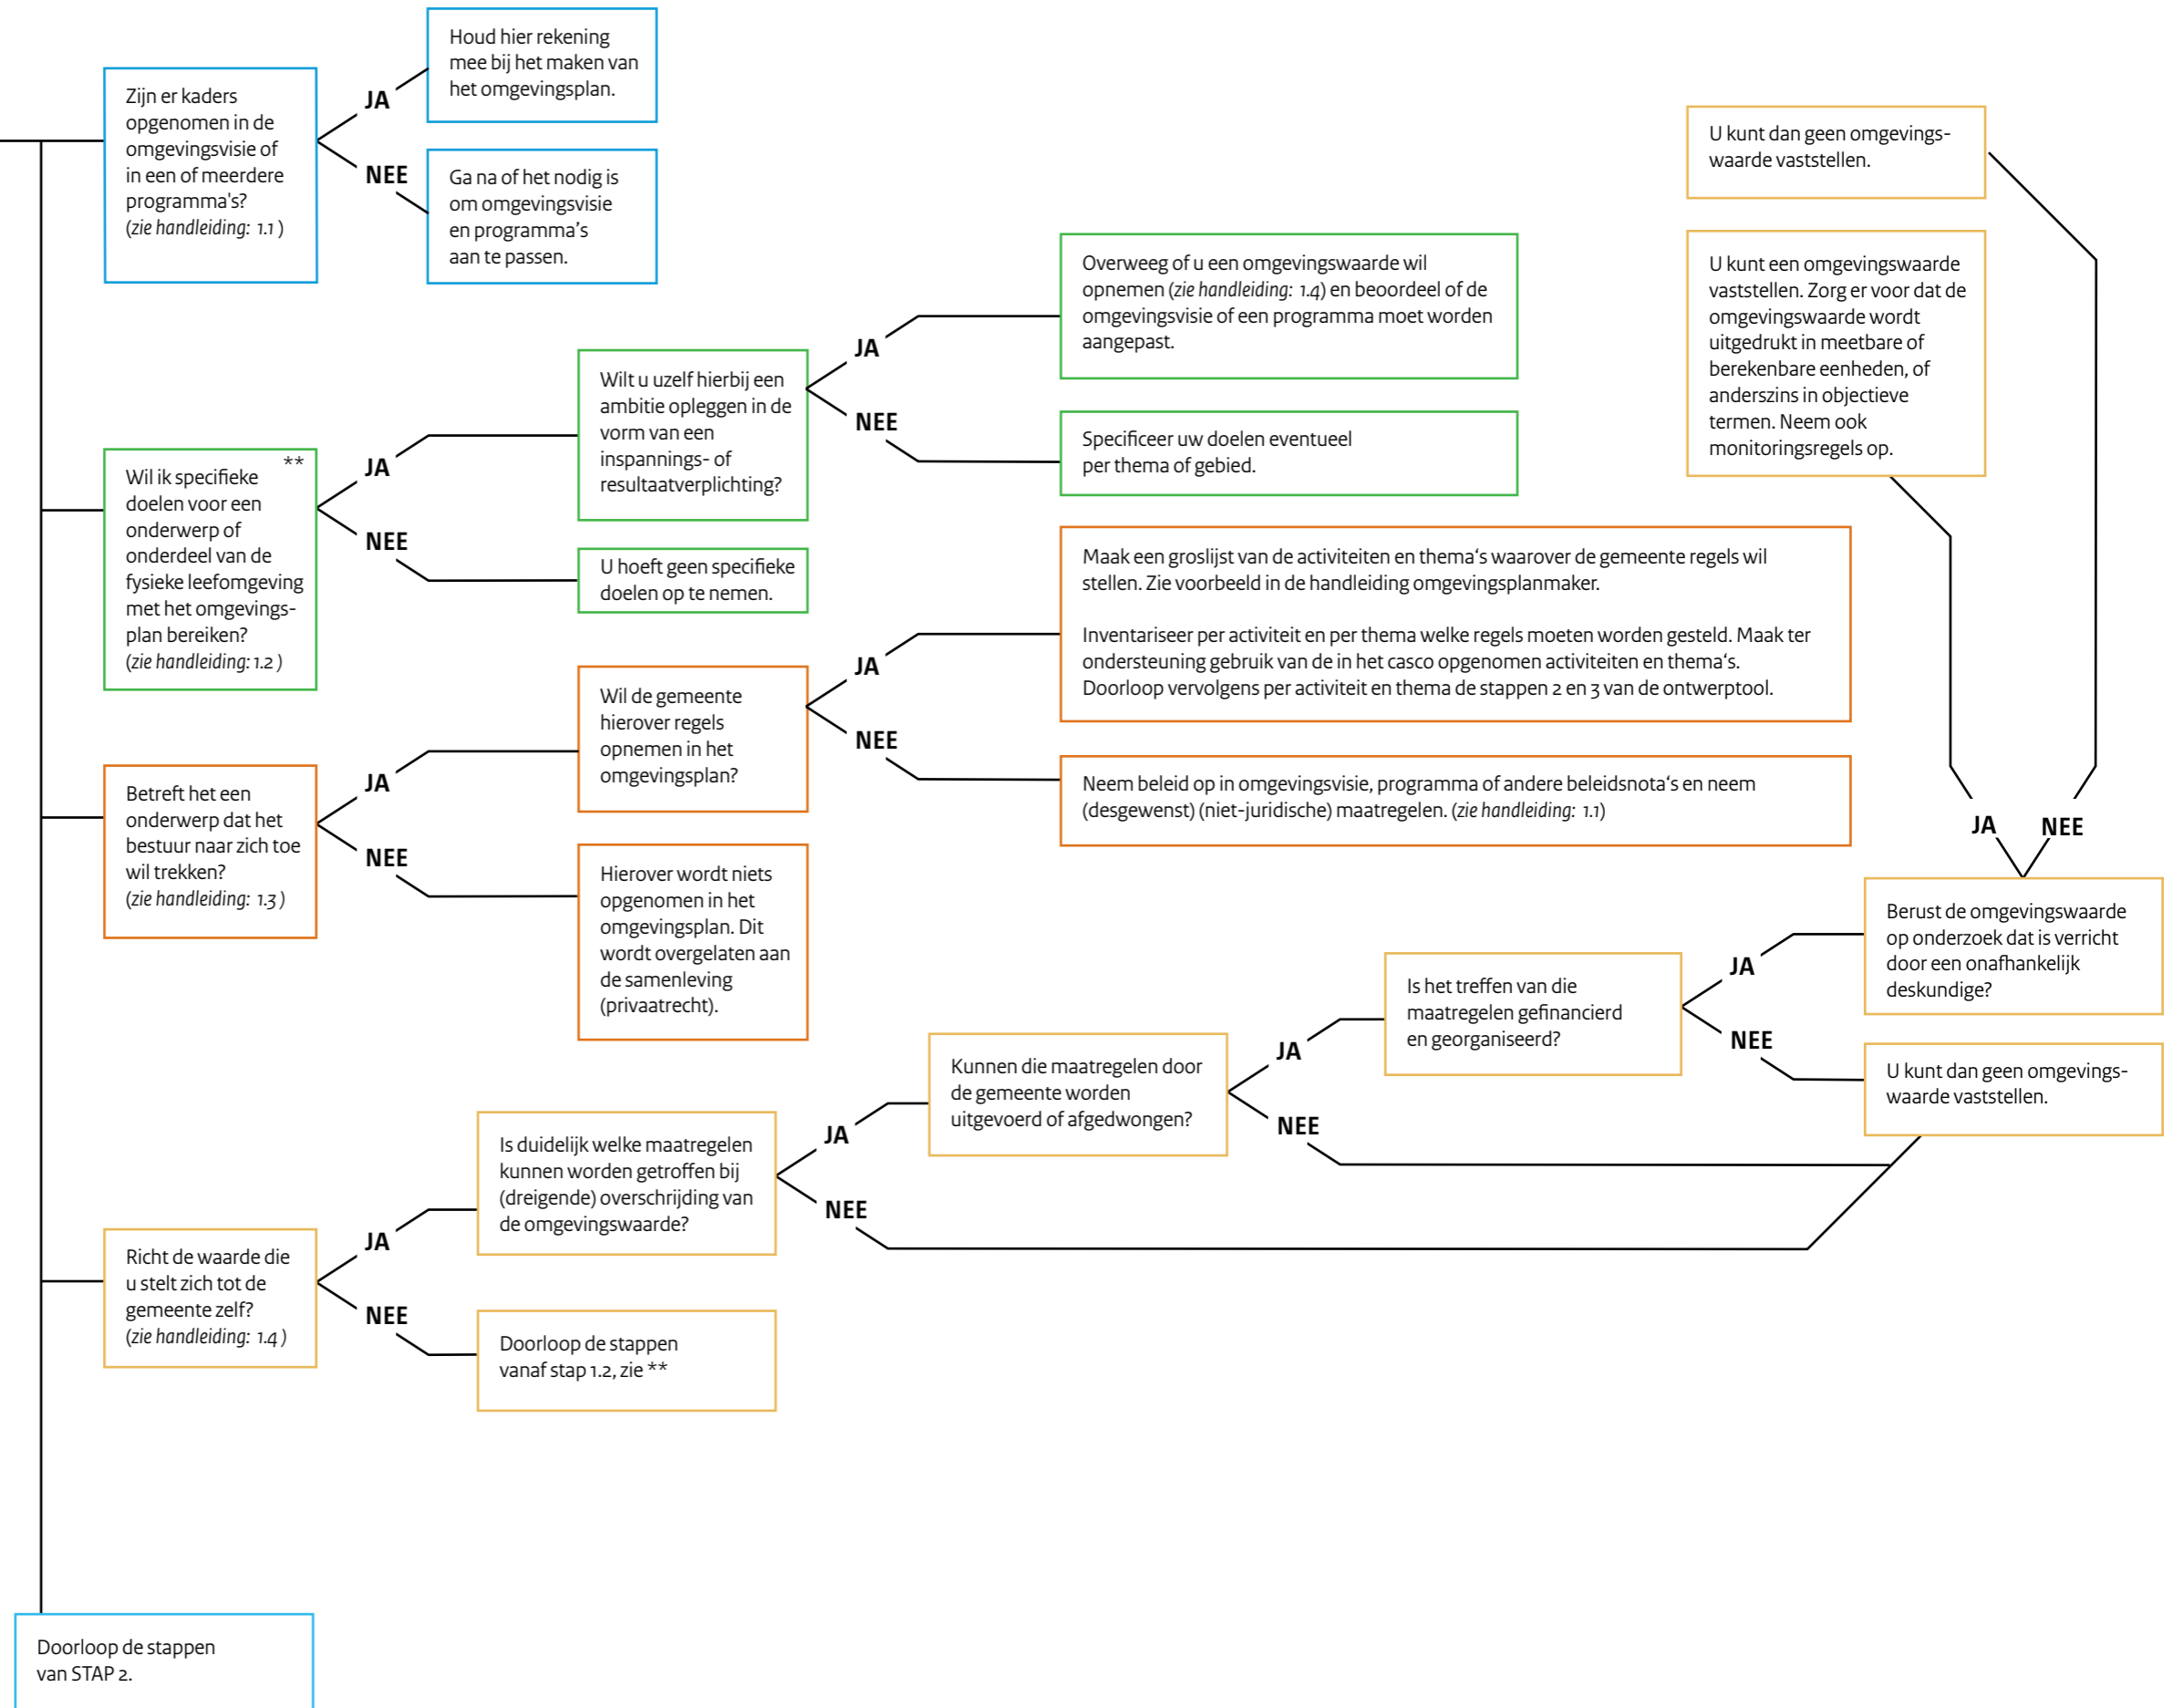 Zijn er kaders
opgenomen in de
omgevingsvisie of
in een of meerdere
programma's?
(zie handleiding: 1.1 )
JA
Houd hier rekening
mee bij het maken van
het omgevingsplan.
NEE
Ga na of het nodig is
om omgevingsvisie
en programma's
aan te passen.
**
Wil ik specifieke
doelen voor een
onderwerp of
onderdeel van de
fysieke leefomgeving
met het omgevings-
plan bereiken?
(zie handleiding: 1.2 )
JA
Wilt u uzelf hierbij een
ambitie opleggen in de
vorm van een
inspannings- of
resultaatverplichting?
JA
Overweeg of u een omgevingswaarde wil
opnemen (zie handleiding: 1.4) en beoordeel of de
omgevingsvisie of een programma moet worden
aangepast.
NEE
Specificeer uw doelen eventueel
per thema of gebied.
NEE
U hoeft geen specifieke
doelen op te nemen.
Betreft het een
onderwerp dat het
bestuur naar zich toe
wil trekken?
(zie handleiding: 1.3 )
JA
Wil de gemeente
hierover regels
opnemen in het
omgevingsplan?
JA
Maak een groslijst van de activiteiten en thema's waarover de gemeente regels wil
stellen. Zie voorbeeld in de handleiding omgevingsplanmaker.
Inventariseer per activiteit en per thema welke regels moeten worden gesteld. Maak ter
ondersteuning gebruik van de in het casco opgenomen activiteiten en thema's.
Doorloop vervolgens per activiteit en thema de stappen 2 en 3 van de ontwerptool.
NEE
Neem beleid op in omgevingsvisie, programma of andere beleidsnota's en neem
(desgewenst) (niet-juridische) maatregelen. (zie handleiding: 1.1)
NEE
Hierover wordt niets
opgenomen in het
omgevingsplan. Dit
wordt overgelaten aan
de samenleving
(privaatrecht).
Richt de waarde die
u stelt zich tot de
gemeente zelf?
(zie handleiding: 1.4 )
JA
Is duidelijk welke maatregelen
kunnen worden getroffen bij
(dreigende) overschrijding van
de omgevingswaarde?
JA
Kunnen die maatregelen door
de gemeente worden
uitgevoerd of afgedwongen?
JA
Is het treffen van die
maatregelen gefinancierd
en georganiseerd?
JA
Berust de omgevingswaarde
op onderzoek dat is verricht
door een onafhankelijk
deskundige?
JA
U kunt een omgevingswaarde
vaststellen. Zorg er voor dat de
omgevingswaarde wordt
uitgedrukt in meetbare of
berekenbare eenheden, of
anderszins in objectieve
termen. Neem ook
monitoringsregels op.
NEE
U kunt dan geen omgevings-
waarde vaststellen.
NEE
U kunt dan geen omgevings-
waarde vaststellen.
NEE
NEE
NEE
Doorloop de stappen
vanaf stap 1.2, zie **
Doorloop de stappen
van STAP 2.